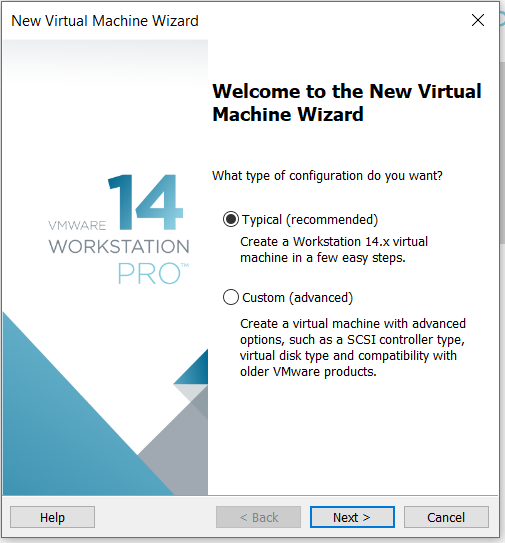 New Virtual Machine Wizard
Welcome to the New Virtual
Machine Wizard
What type of configuration do you want?
14
VMWARE
WORKSTATION
PRO™
Typical (recommended)
Create a Workstation 14.x virtual
machine in a few easy steps.
Custom (advanced)
Create a virtual machine with advanced
options, such as a SCSI controller type,
virtual disk type and compatibility with
older VMware products.
Help
< Back
Next >
Cancel